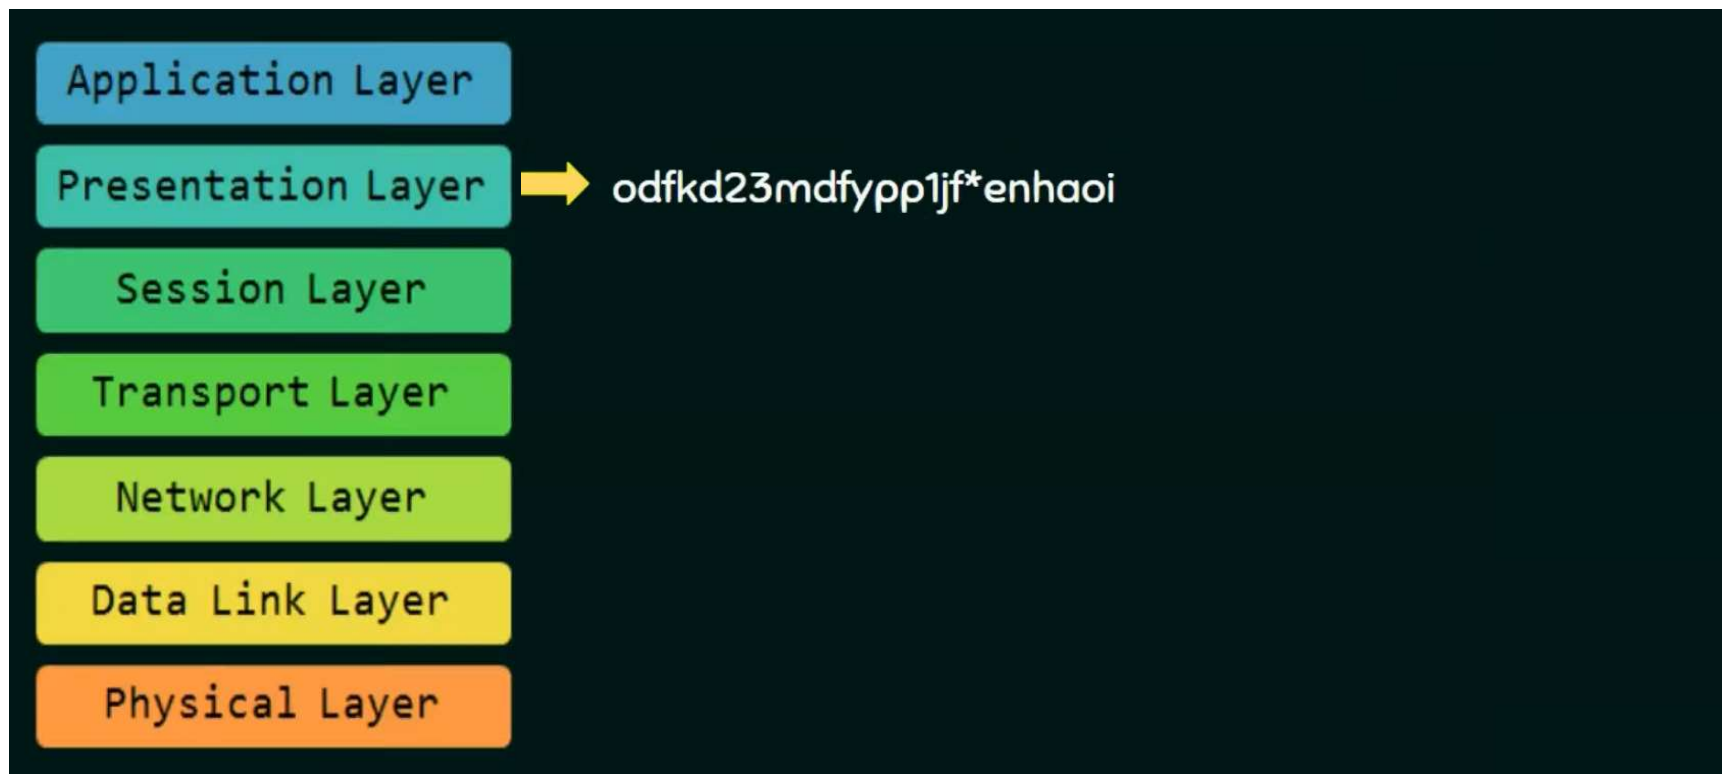 Application Layer
Presentation Layer odfkd23mdfypp1jf*enhaoi
Session Layer
Transport Layer
Network Layer
Data Link Layer
Physical Layer